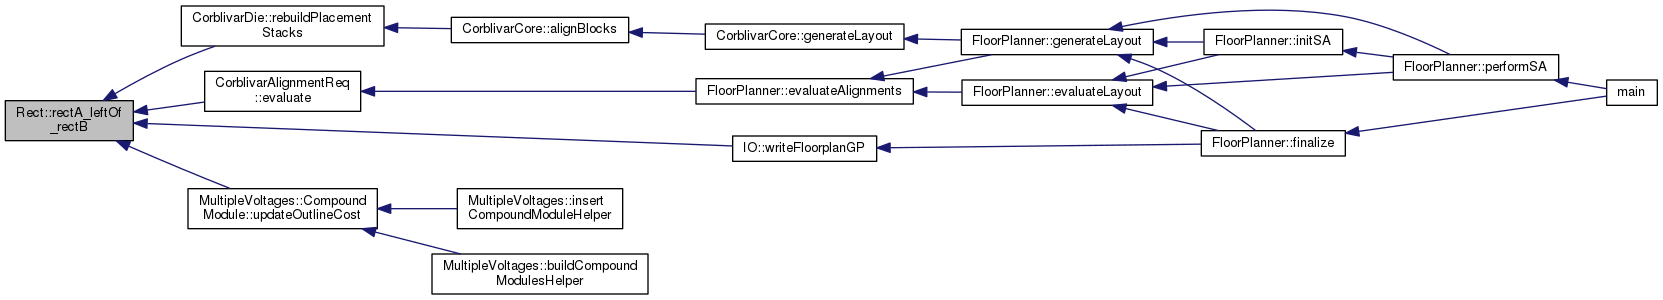 CorblivarDie::rebuildPlacement
Stacks
CorblivarCore::alignBlocks
CorblivarCore::generateLayout
FloorPlanner::generateLayout
FloorPlanner::initSA
FloorPlanner::performSA
main
Rect::rectA_leftOf
_rectB
CorblivarAlignmentReq
::evaluate
FloorPlanner::evaluateAlignments
FloorPlanner::evaluateLayout
IO::writeFloorplanGP
FloorPlanner::finalize
MultipleVoltages::Compound
Module::updateOutlineCost
MultipleVoltages::insert
CompoundModuleHelper
MultipleVoltages::buildCompound
ModulesHelper